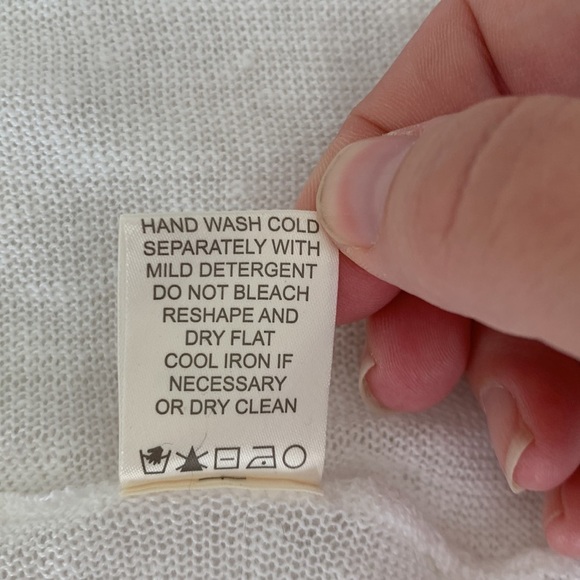 HAND WASH COLD
SEPARATELY WITH
MILD DETERGENT
DO NOT BLEACH
RESHAPE AND
DRY FLAT
COOL IRON IF
NECESSARY
OR DRY CLEAN